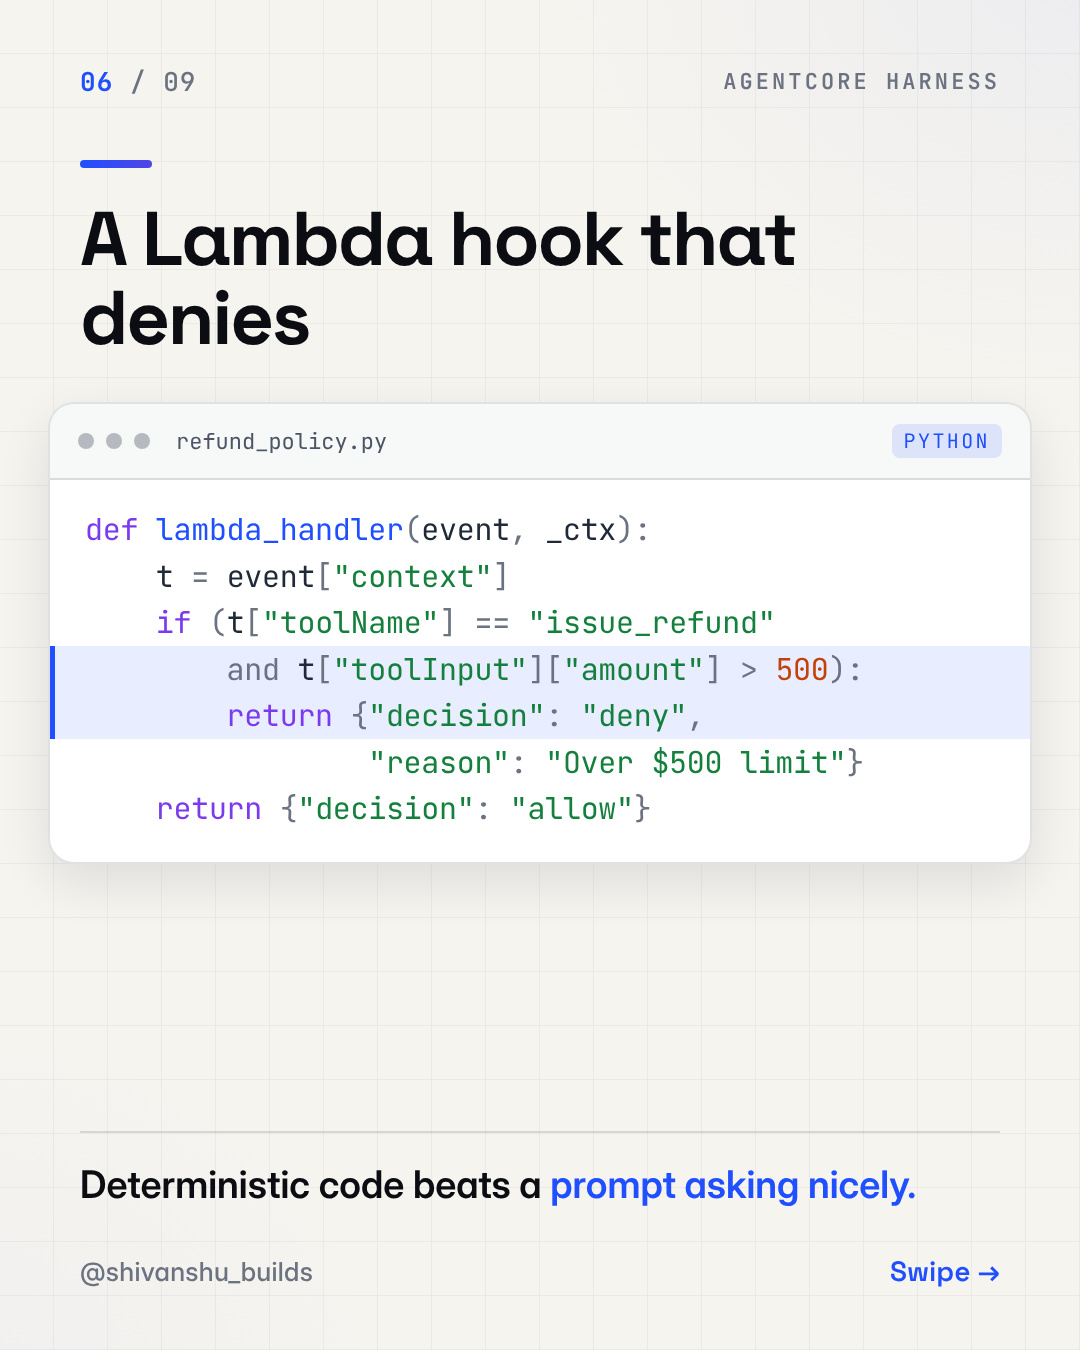 06 / 09
AGENTCORE HARNESS
A Lambda hook that
denies
refund_policy.py
PYTHON
def lambda_handler(event, _ctx):
    t = event["context"]
    if (t["toolName"] == "issue_refund"
        and t["toolInput"]["amount"] > 500):
        return {"decision": "deny",
                "reason": "Over $500 limit"}
    return {"decision": "allow"}
Deterministic code beats a prompt asking nicely.
@shivanshu_builds
Swipe →